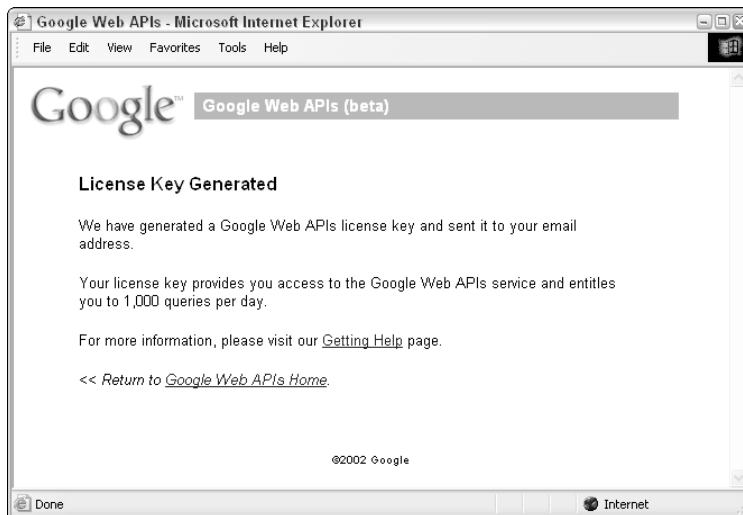 Google Web APIs - Microsoft Internet Explorer
File Edit View Favorites Tools Help
Google™ Google Web APIs (beta)
License Key Generated
We have generated a Google Web APIs license key and sent it to your email
address.
Your license key provides you access to the Google Web APIs service and entitles
you to 1,000 queries per day.
For more information, please visit our Getting Help page.
<< Return to Google Web APIs Home.
©2002 Google
Done Internet